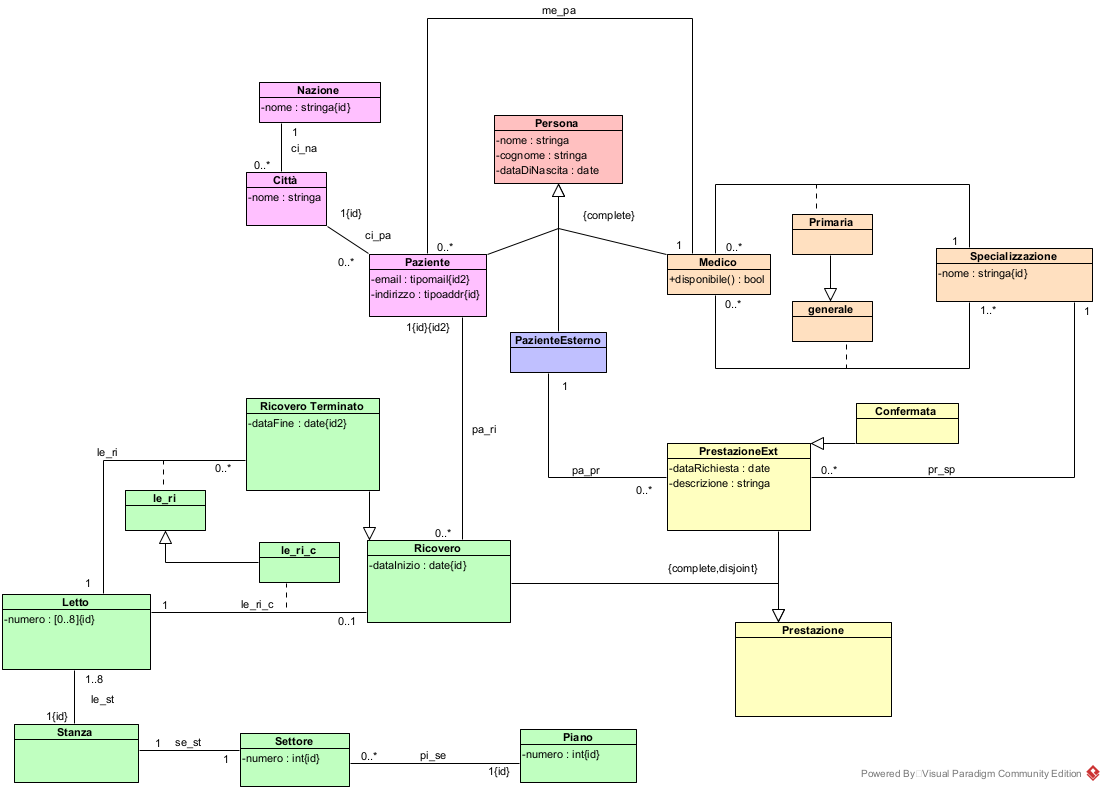 me_pa
Nazione
-nome : stringa{id}
1
ci_na
0..*
Città
-nome : stringa
1{id}
ci_pa
0..*
Persona
-nome : stringa
-cognome : stringa
-dataDiNascita : date
{complete}
0..*
1
Paziente
-email : tipomail{id2}
-indirizzo : tipoaddr{id}
1{id}{id2}
Medico
+disponibile() : bool
0..*
0..*
Primaria
generale
1
Specializzazione
-nome : stringa{id}
1..*
1
PazienteEsterno
1
pa_ri
pa_pr
0..*
Confermata
PrestazioneExt
-dataRichiesta : date
-descrizione : stringa
0..*
pr_sp
Ricovero Terminato
-dataFine : date{id2}
le_ri
0..*
le_ri
le_ri_c
0..*
Ricovero
-dataInizio : date{id}
{complete,disjoint}
Prestazione
1
Letto
-numero : [0..8]{id}
1
le_ri_c
0..1
1..8
le_st
1{id}
Stanza
1
se_st
1
Settore
-numero : int{id}
0..*
pi_se
1{id}
Piano
-numero : int{id}
Powered By Visual Paradigm Community Edition